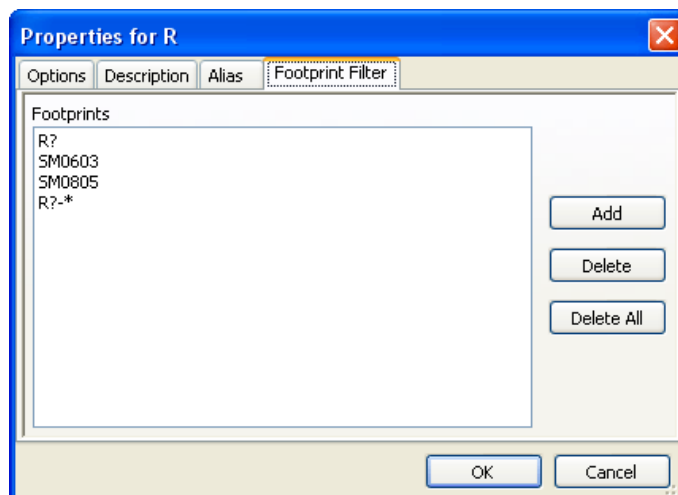 Properties for R
Options Description Alias Footprint Filter
Footprints
R?
SM0603
SM0805
R?-*
Add
Delete
Delete All
OK Cancel